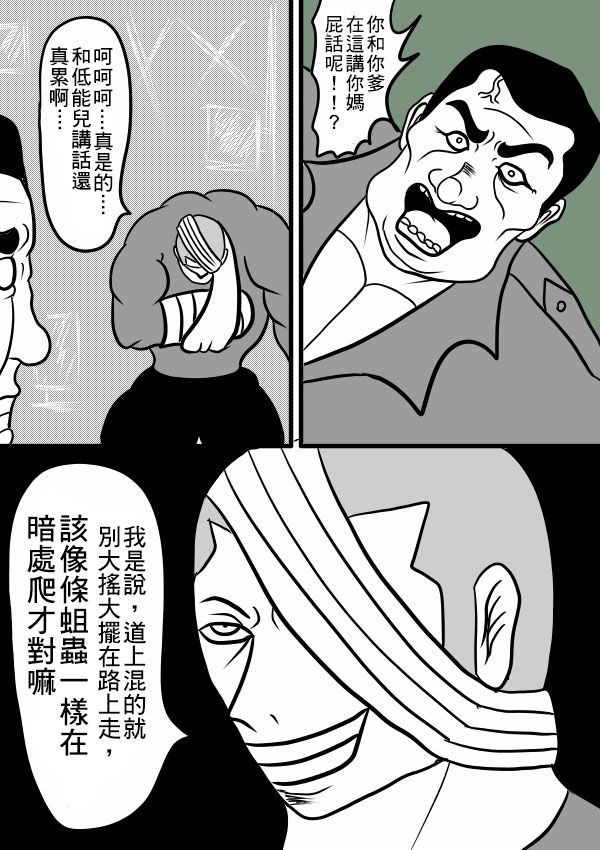 你和你爹
在這講你媽
屁話呢！！？
呵呵呵…真是的…
和低能兒講話還
真累啊…
我是說，道上混的就
別大搖大擺在路上走，
該像條蛆蟲一樣在
暗處爬才對嘛